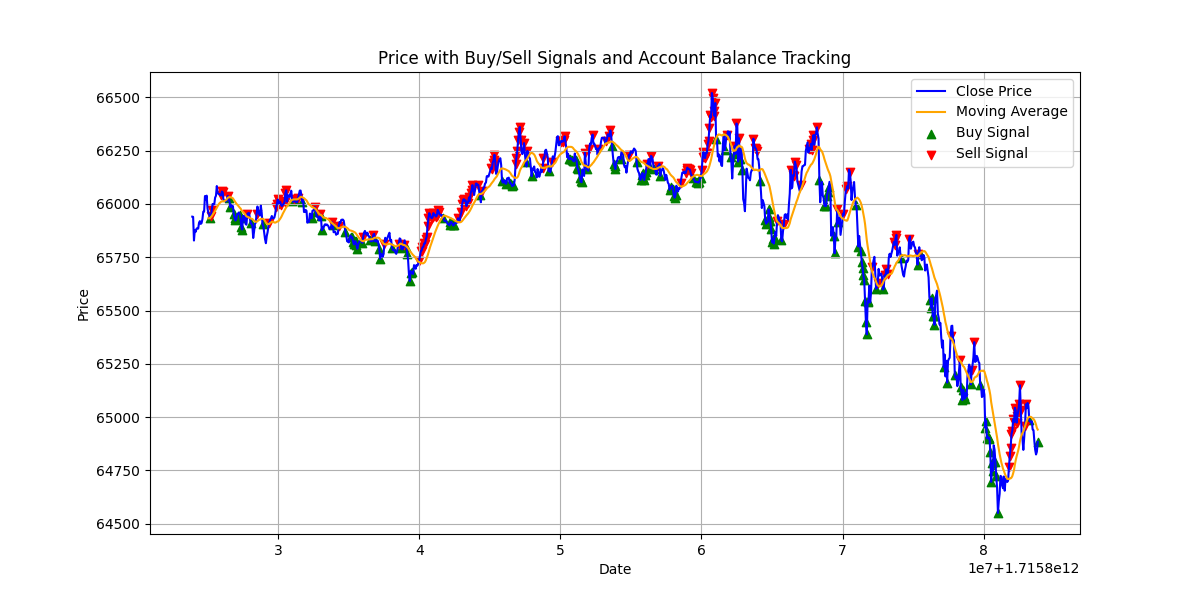 Price with Buy/Sell Signals and Account Balance Tracking
Close Price
Moving Average
Buy Signal
Sell Signal
66500
66250
66000
65750
65500
65250
65000
64750
64500
Price
3 4 5 6 7 8
Date
1e7+1.7158e12